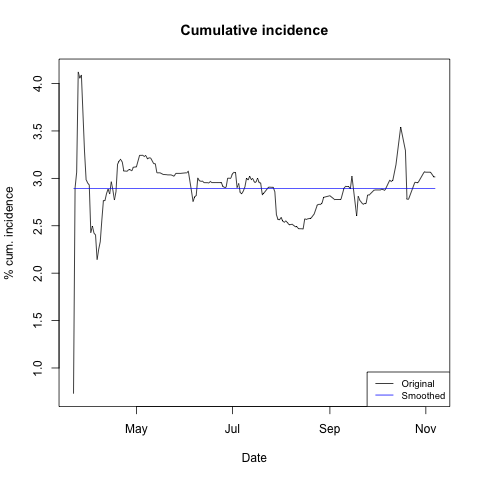 Cumulative incidence
% cum. incidence
4.0
3.5
3.0
2.5
2.0
1.5
1.0
Original
Smoothed
May Jul Sep Nov
Date